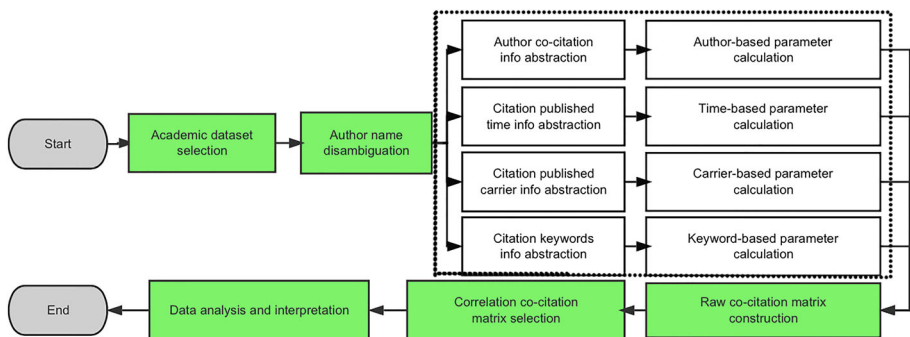 Start
Academic dataset
selection
Author name
disambiguation
Author co-citation
info abstraction
Author-based parameter
calculation
Citation published
time info abstraction
Time-based parameter
calculation
Citation published
carrier info abstraction
Carrier-based parameter
calculation
Citation keywords
info abstraction
Keyword-based parameter
calculation
Raw co-citation matrix
construction
Correlation co-citation
matrix selection
Data analysis and interpretation
End